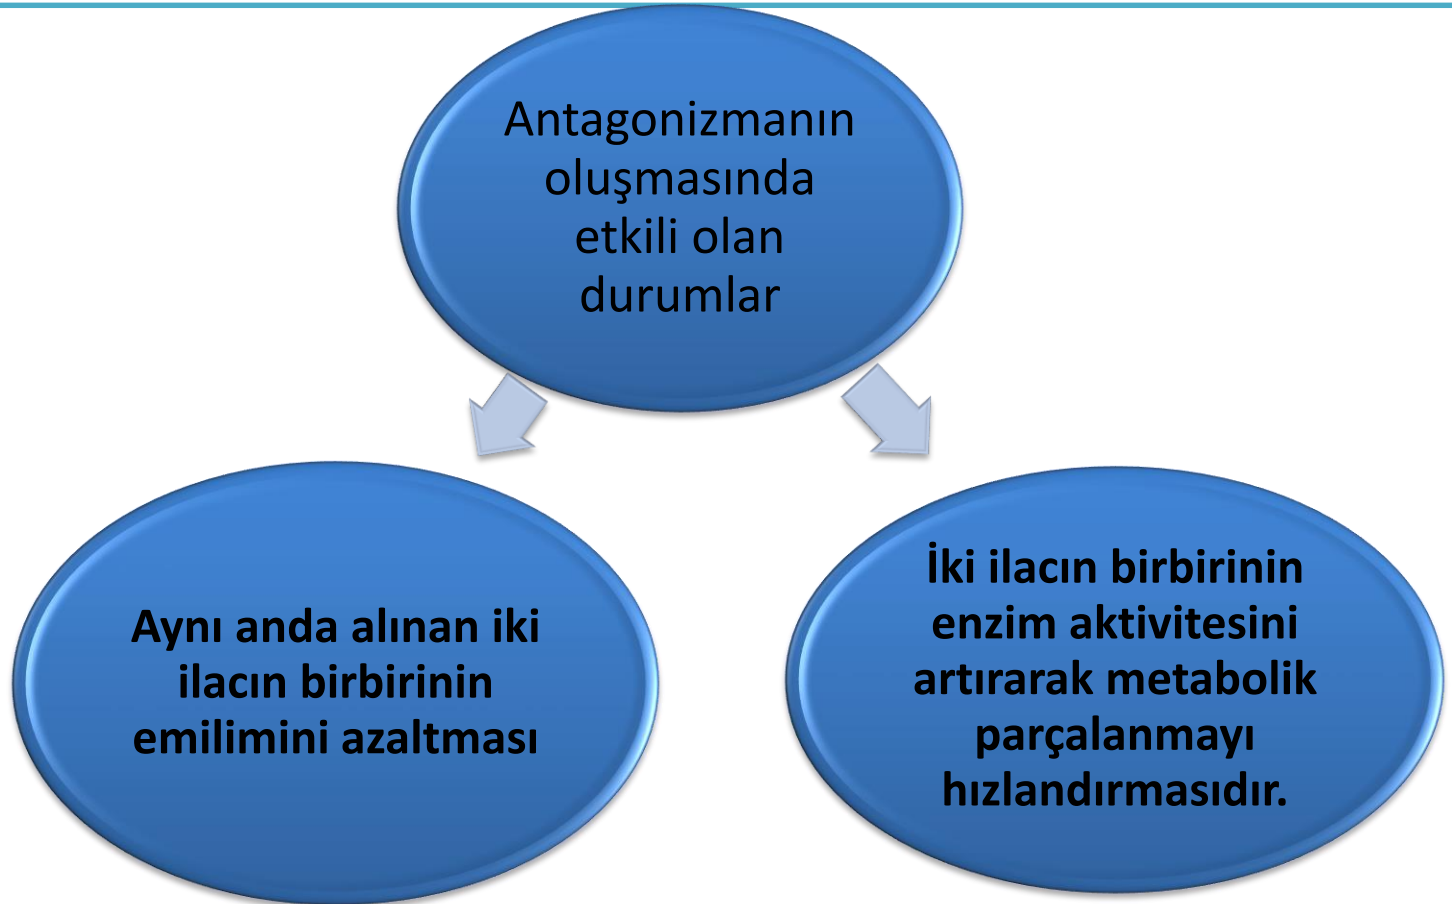 Antagonizmanın
oluşmasında
etkili olan
durumlar
Aynı anda alınan iki
ilacın birbirinin
emilimini azaltması
İki ilacın birbirinin
enzim aktivitesini
artırarak metabolik
parçalanmayı
hızlandırmasıdır.